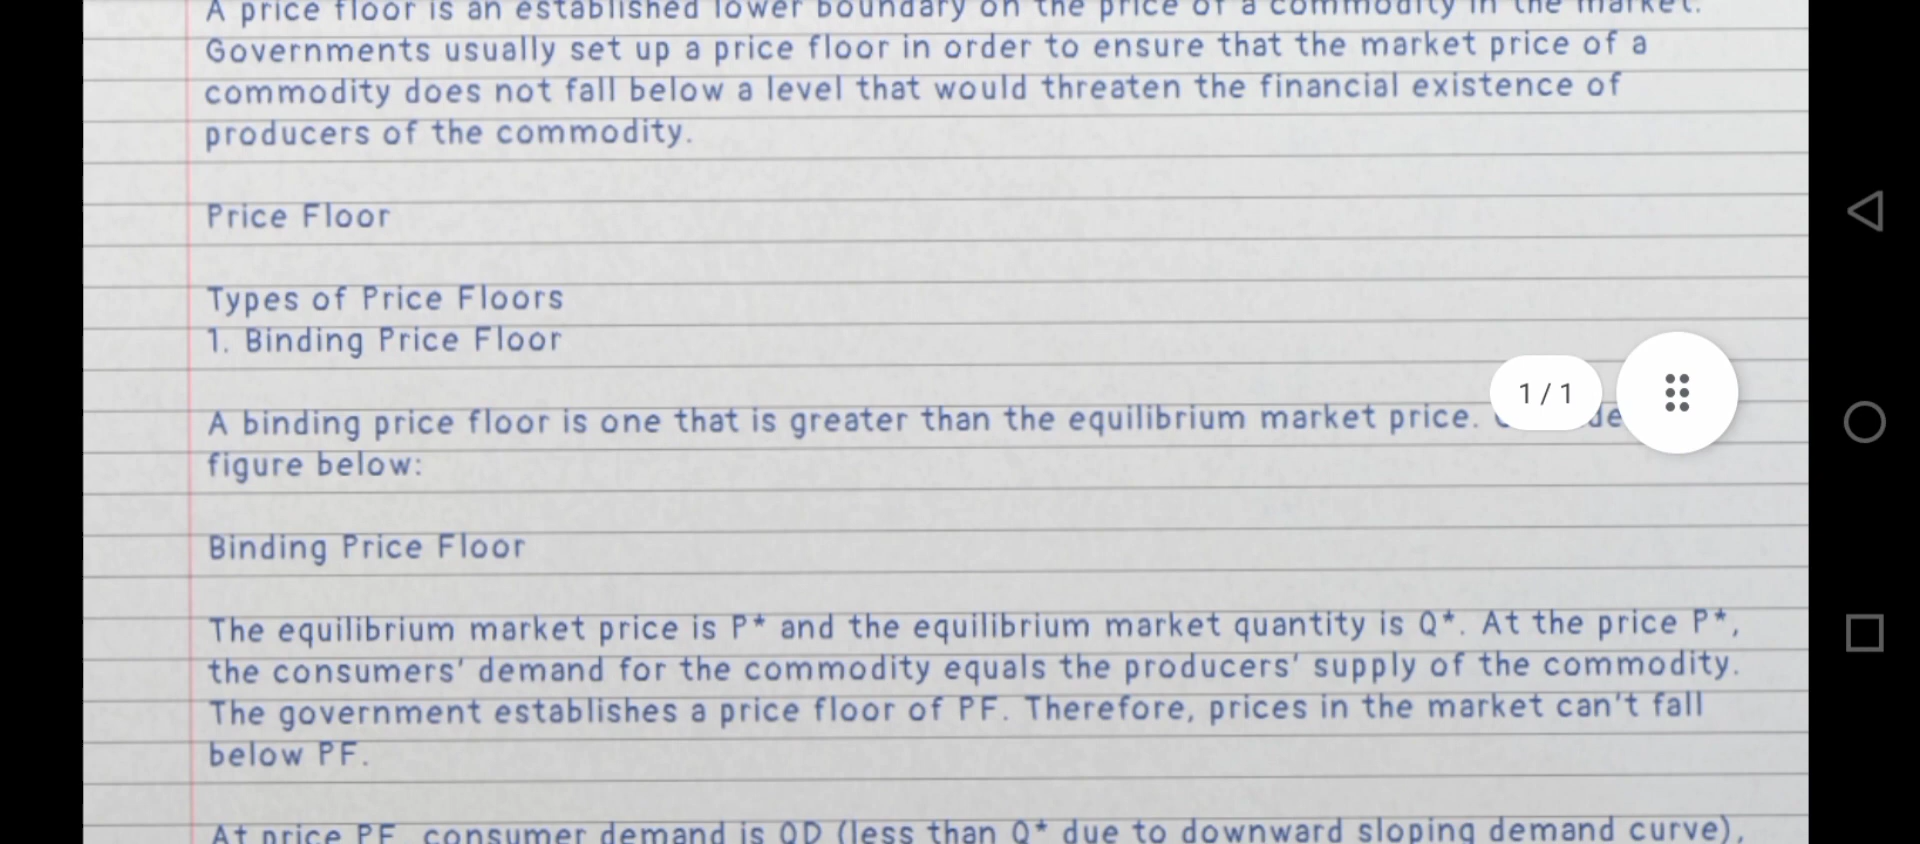 A price floor is an established lower boundary on the price of a commodity in the market.
Governments usually set up a price floor in order to ensure that the market price of a
commodity does not fall below a level that would threaten the financial existence of
producers of the commodity.
Price Floor
Types of Price Floors
1. Binding Price Floor
A binding price floor is one that is greater than the equilibrium market price.
1 / 1
figure below:
Binding Price Floor
The equilibrium market price is P* and the equilibrium market quantity is Q*. At the price P*,
the consumers' demand for the commodity equals the producers' supply of the commodity.
The government establishes a price floor of PF. Therefore, prices in the market can't fall
below PF.
At price PF, consumer demand is QD (less than Q* due to downward sloping demand curve),